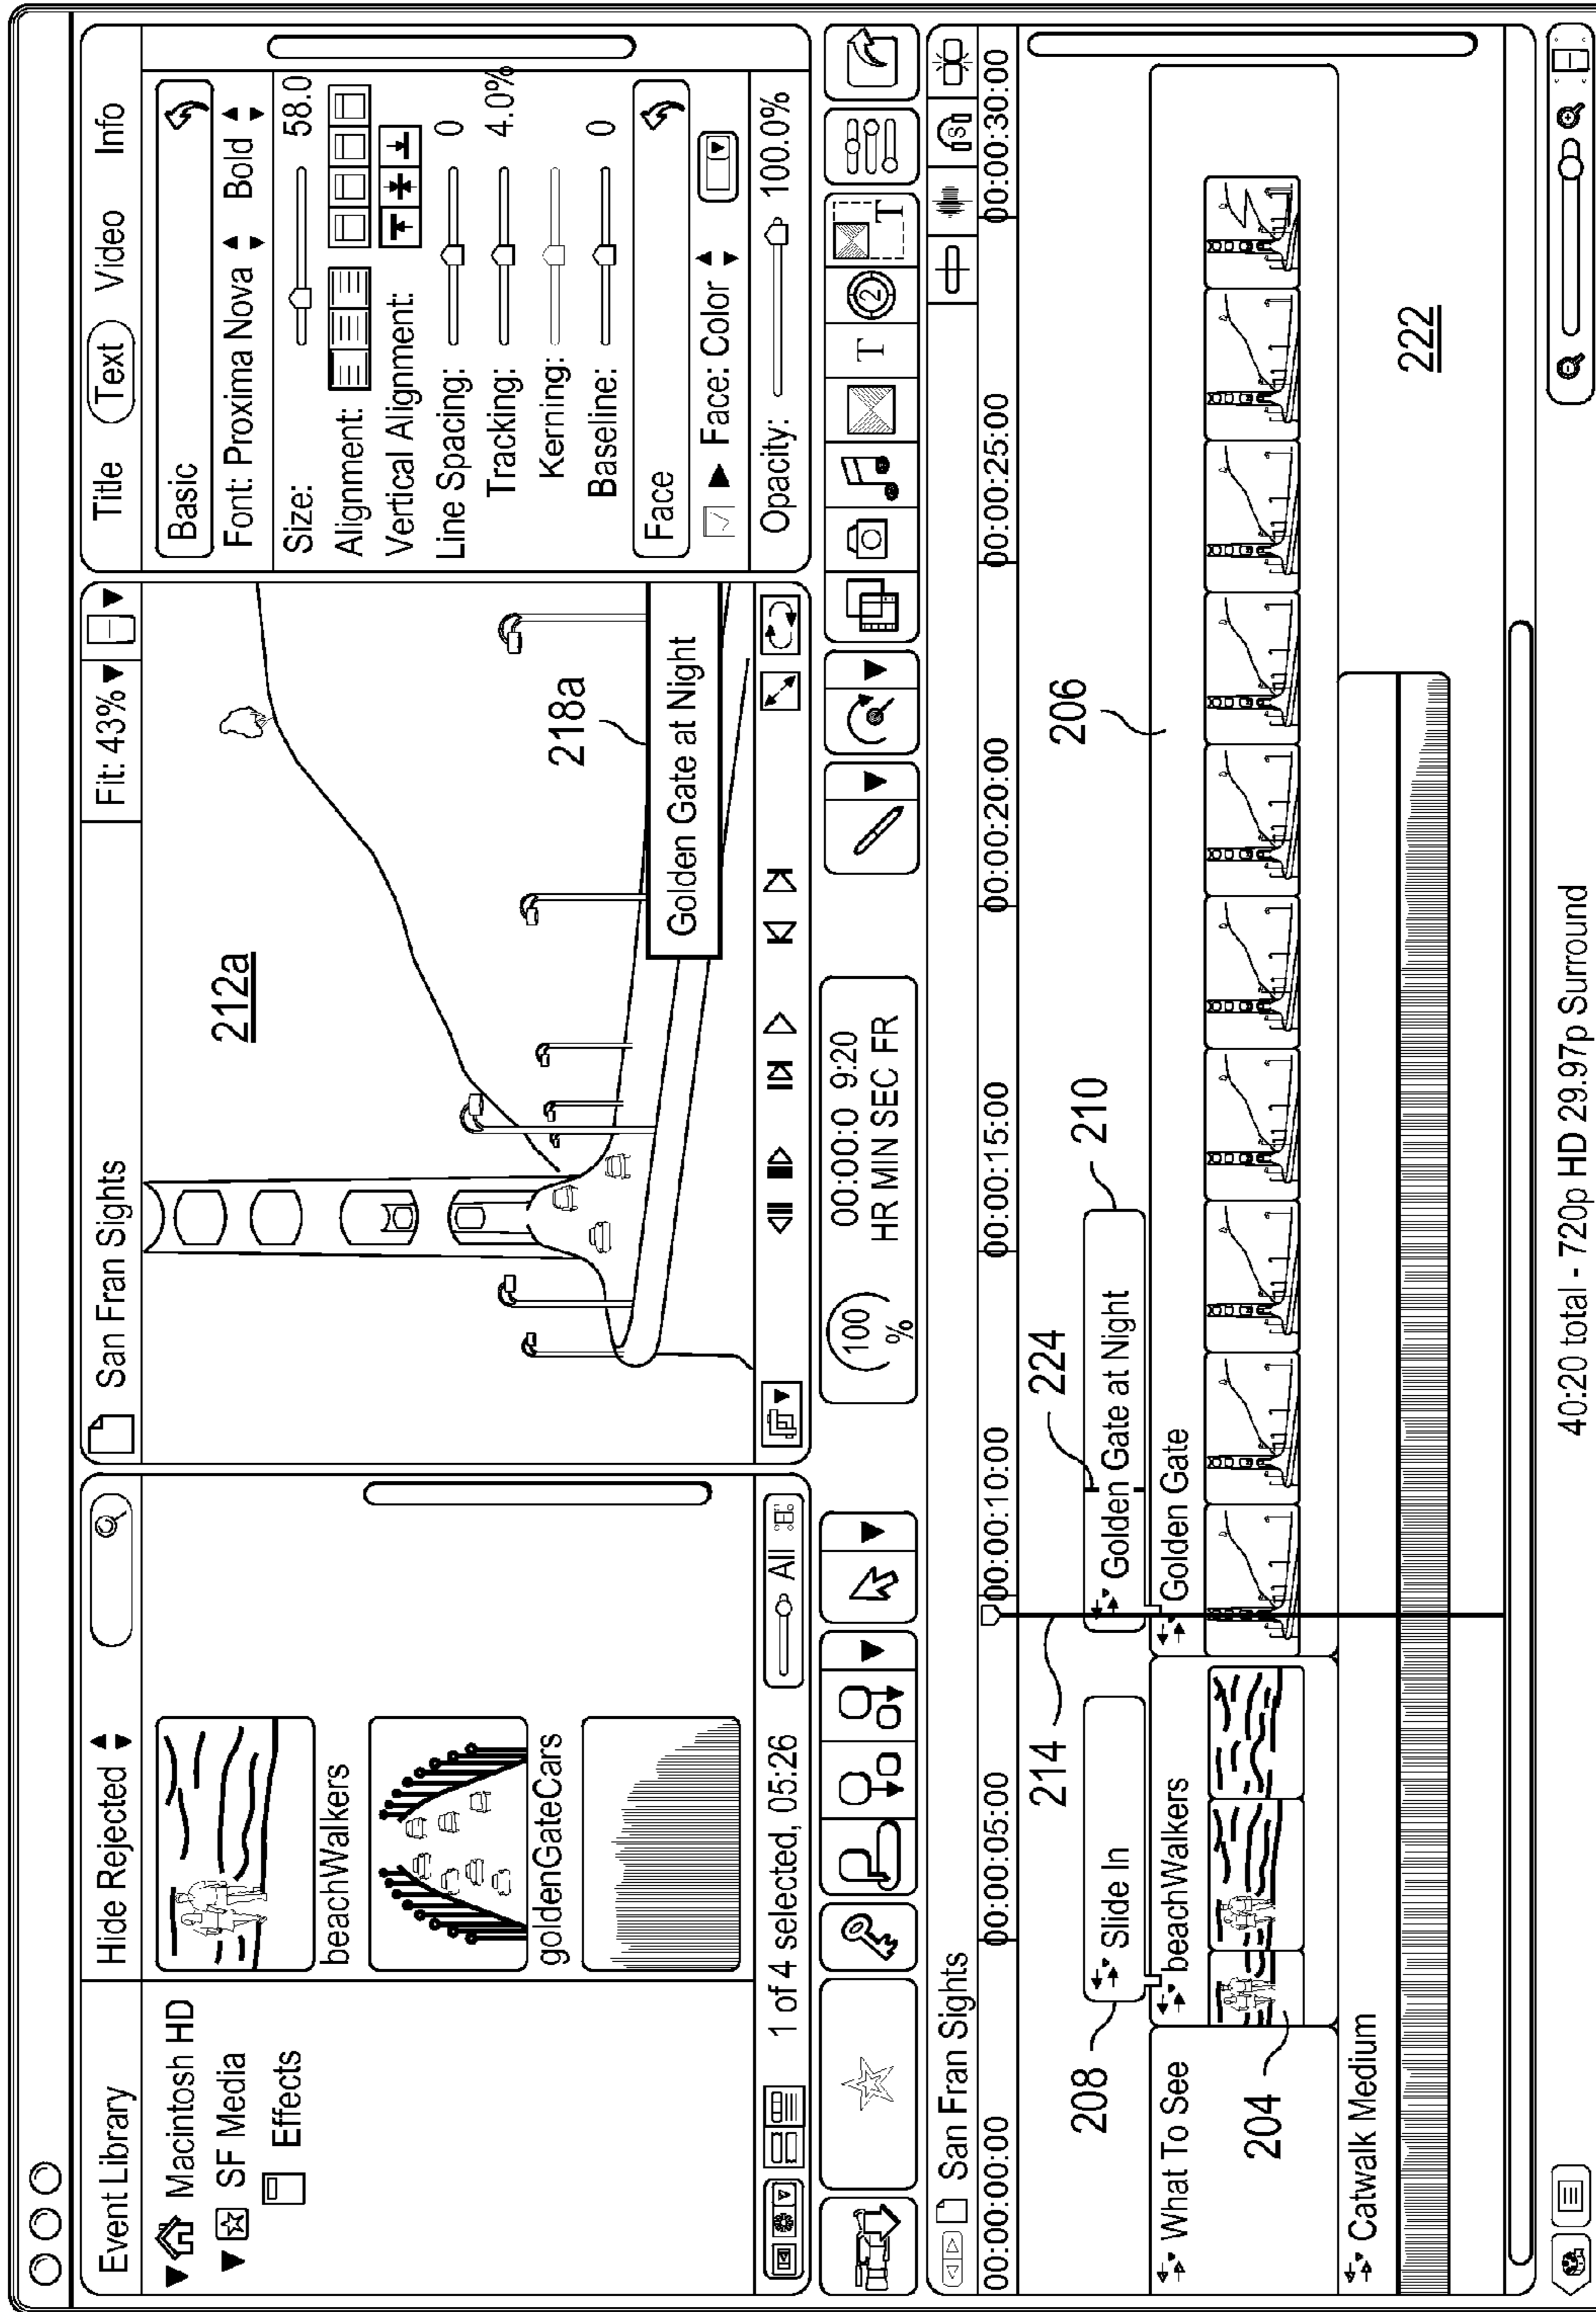 Event Library
Hide Rejected
Macintosh HD
SF Media
Effects
beachWalkers
goldenGateCars
1 of 4 selected, 05:26
All
San Fran Sights
Fit: 43%
212a
218a
Golden Gate at Night
Title Text Video Info
Basic
Font: Proxima Nova Bold
Size: 58.0
Alignment:
Vertical Alignment:
Line Spacing: 0
Tracking: 4.0%
Kerning:
Baseline: 0
Face
Face: Color
Opacity: 100.0%
100
%
00:00:0 9:20
HR MIN SEC FR
T
2
T
San Fran Sights
S
00:00:00:00 00:00:05:00 00:00:10:00 00:00:15:00 00:00:20:00 00:00:25:00 00:00:30:00
208
214
224
210
206
Slide In
Golden Gate at Night
What To See
beachWalkers
Golden Gate
204
222
Catwalk Medium
40:20 total - 720p HD 29.97p Surround